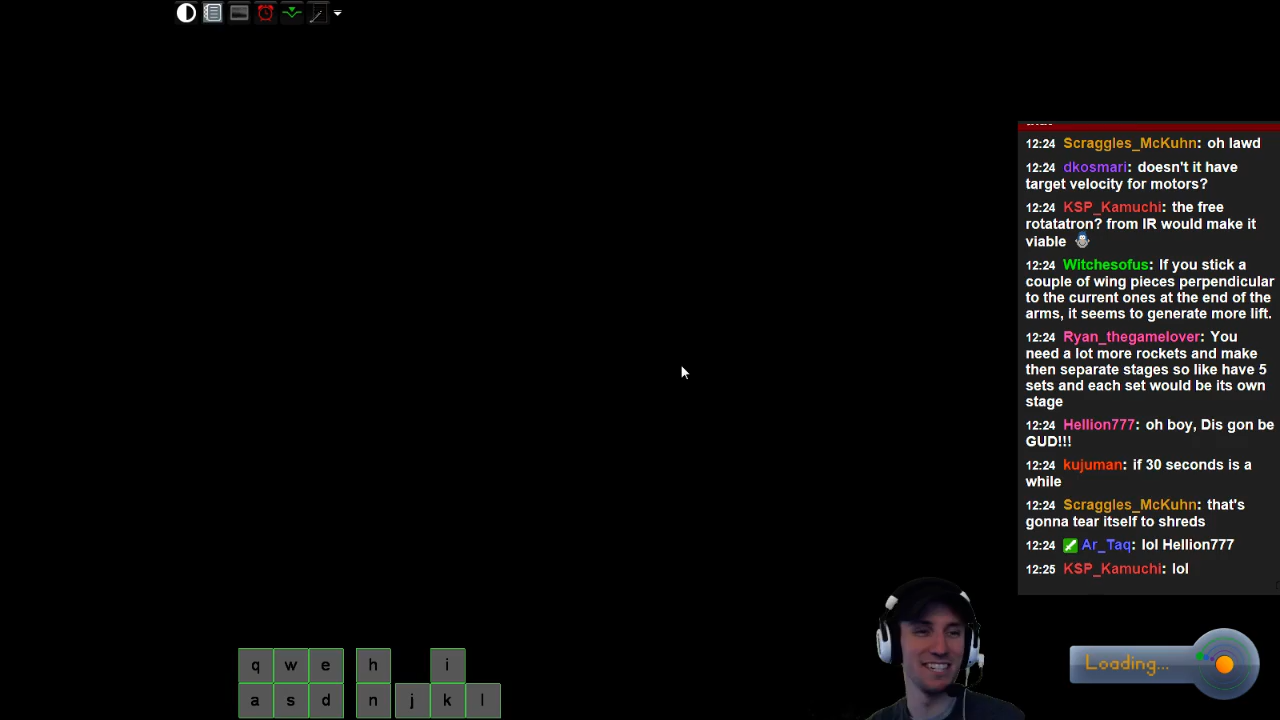 12:24 Scraggles_McKuhn: oh lawd
12:24 dkosmari: doesn't it have
target velocity for motors?
12:24 KSP_Kamuchi: the free
rotatatron? from IR would make it
viable
12:24 Witchesofus: If you stick a
couple of wing pieces perpendicular
to the current ones at the end of the
arms, it seems to generate more lift.
12:24 Ryan_thegamelover: You
need a lot more rockets and make
then separate stages so like have 5
sets and each set would be its own
stage
12:24 Hellion777: oh boy, Dis gon be
GUD!!!
12:24 kujuman: if 30 seconds is a
while
12:24 Scraggles_McKuhn: that's
gonna tear itself to shreds
12:24 Ar_Taq: lol Hellion777
12:25 KSP_Kamuchi: lol
q w e h i
a s d n j k l
Loading...